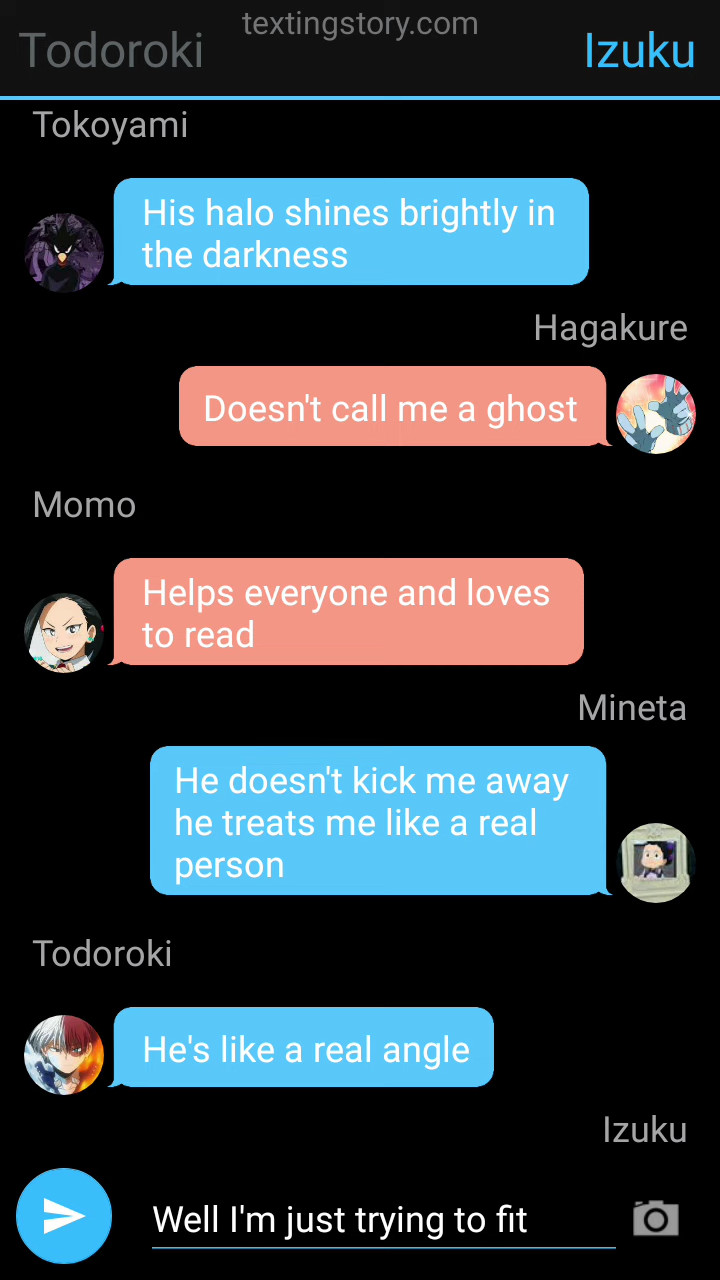 textingstory.com
Todoroki
Izuku
Tokoyami
His halo shines brightly in
the darkness
Hagakure
Doesn't call me a ghost
Momo
Helps everyone and loves
to read
Mineta
He doesn't kick me away
he treats me like a real
person
Todoroki
He's like a real angle
Izuku
Well I'm just trying to fit